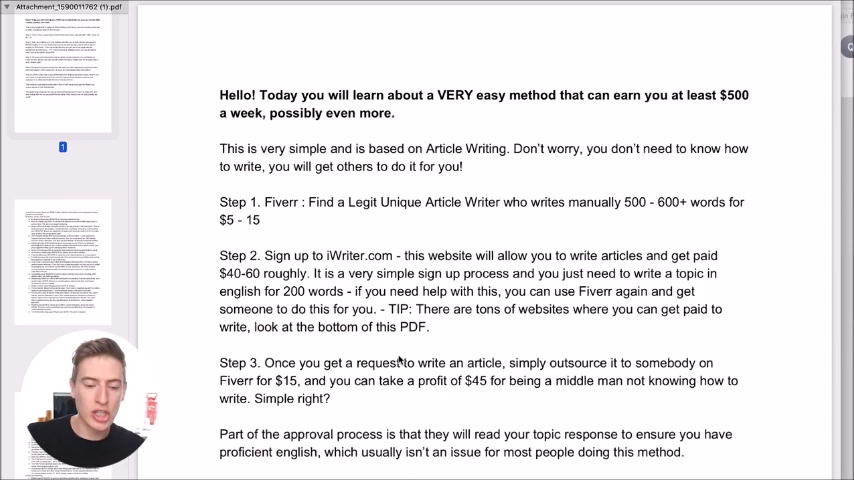 Attachment_1590011762 (1).pdf
1
Hello! Today you will learn about a VERY easy method that can earn you at least $500
a week, possibly even more.
This is very simple and is based on Article Writing. Don't worry, you don't need to know how
to write, you will get others to do it for you!
Step 1. Fiverr : Find a Legit Unique Article Writer who writes manually 500 - 600+ words for
$5 - 15
Step 2. Sign up to iWriter.com - this website will allow you to write articles and get paid
$40-60 roughly. It is a very simple sign up process and you just need to write a topic in
english for 200 words - if you need help with this, you can use Fiverr again and get
someone to do this for you. - TIP: There are tons of websites where you can get paid to
write, look at the bottom of this PDF.
Step 3. Once you get a request to write an article, simply outsource it to somebody on
Fiverr for $15, and you can take a profit of $45 for being a middle man not knowing how to
write. Simple right?
Part of the approval process is that they will read your topic response to ensure you have
proficient english, which usually isn't an issue for most people doing this method.